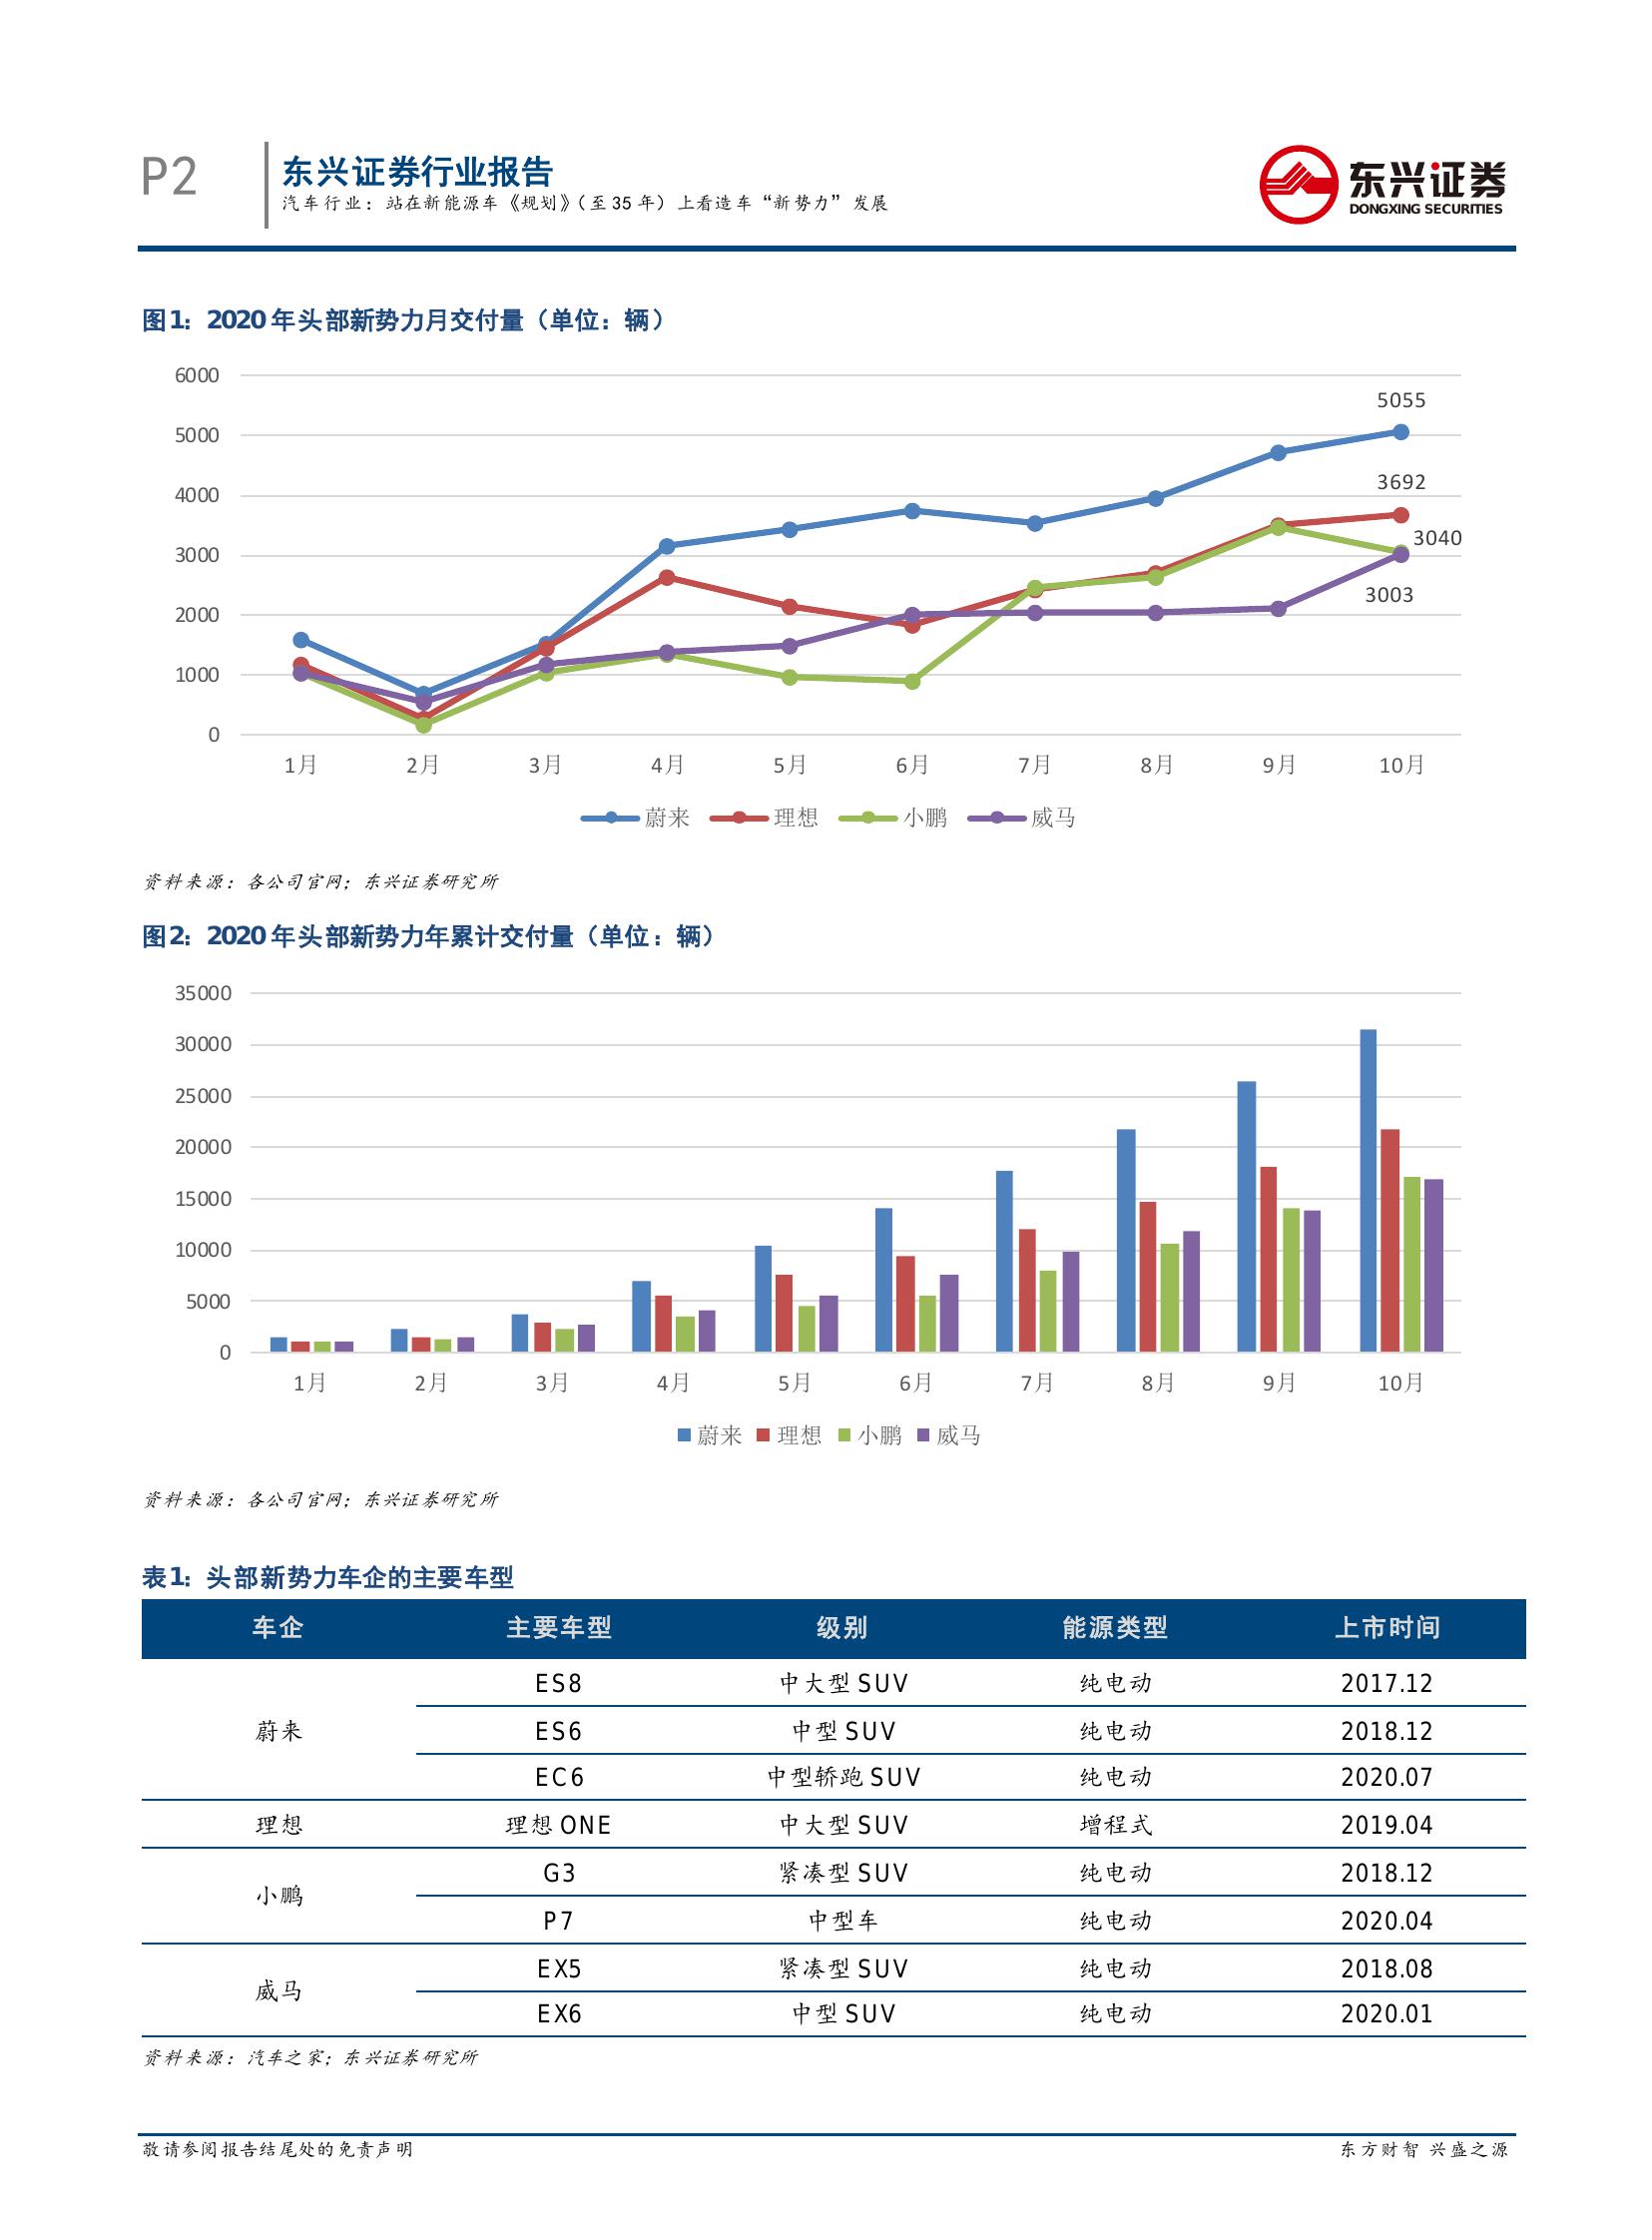 P2
东兴证券行业报告
汽车行业：站在新能源车《规划》（至 35 年）上看造车“新势力”发展
东兴证券
DONGXING SECURITIES
图1：2020 年头部新势力月交付量（单位：辆）
6000
5000
4000
3000
2000
1000
0
5055
3692
3040
3003
1月 2月 3月 4月 5月 6月 7月 8月 9月 10月
蔚来 理想 小鹏 威马
资料来源：各公司官网；东兴证券研究所
图2：2020 年头部新势力年累计交付量（单位：辆）
35000
30000
25000
20000
15000
10000
5000
0
1月 2月 3月 4月 5月 6月 7月 8月 9月 10月
蔚来 理想 小鹏 威马
资料来源：各公司官网；东兴证券研究所
表1：头部新势力车企的主要车型
车企 主要车型 级别 能源类型 上市时间
蔚来 ES8 中大型 SUV 纯电动 2017.12
ES6 中型 SUV 纯电动 2018.12
EC6 中型轿跑 SUV 纯电动 2020.07
理想 理想 ONE 中大型 SUV 增程式 2019.04
小鹏 G3 紧凑型 SUV 纯电动 2018.12
P7 中型车 纯电动 2020.04
威马 EX5 紧凑型 SUV 纯电动 2018.08
EX6 中型 SUV 纯电动 2020.01
资料来源：汽车之家；东兴证券研究所
敬请参阅报告结尾处的免责声明 东方财智 兴盛之源